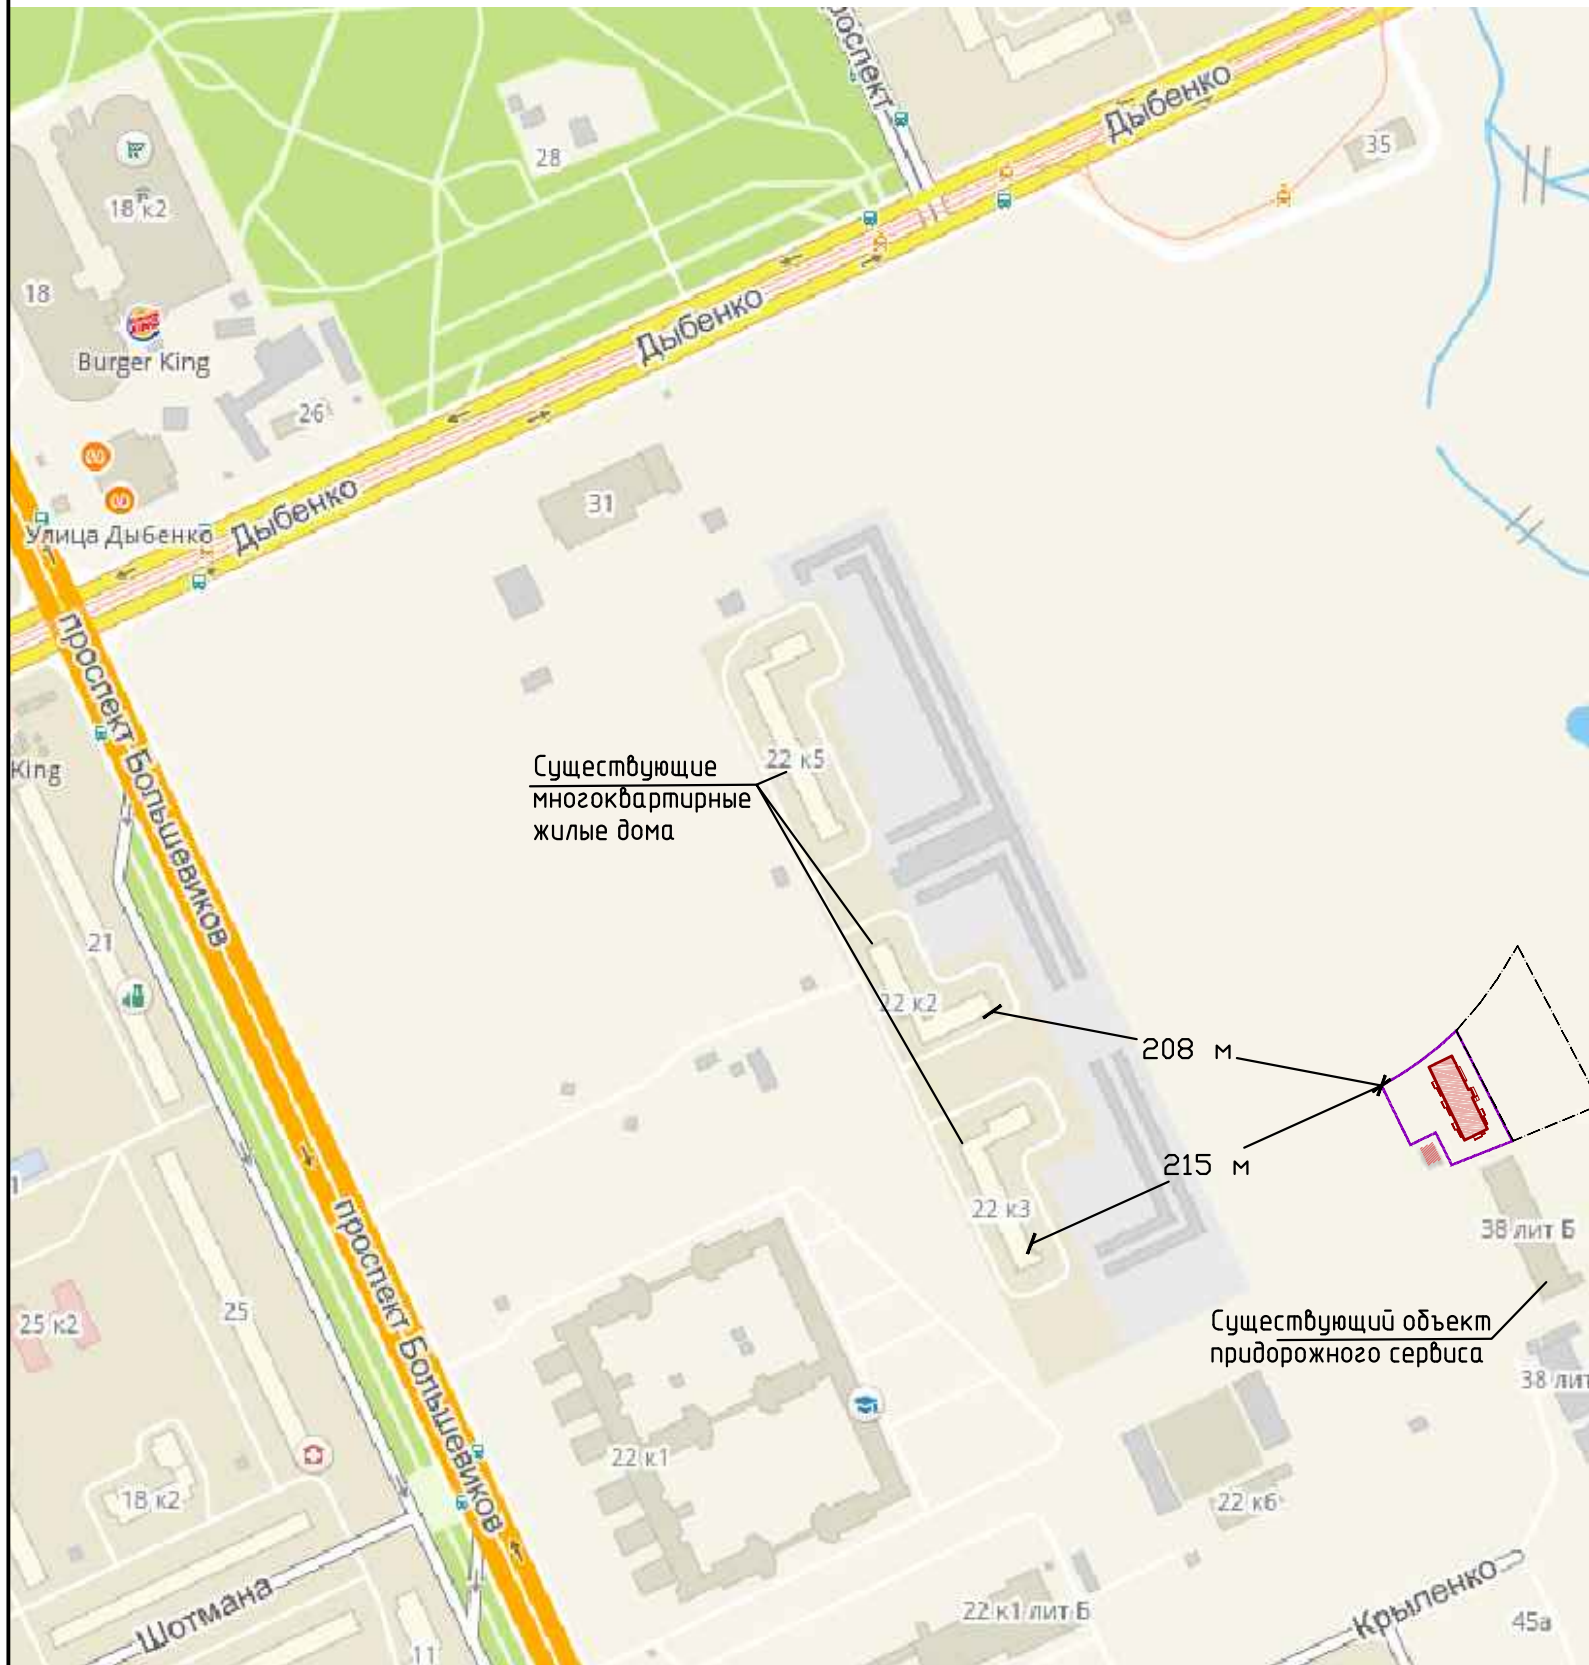 роспект
Дыбенко
35
28
18 к2
18
Burger King
Дыбенко
26
Дыбенко
31
Улица Дыбенко
проспект Большевиков
King
Существующие
многоквартирные
жилые дома
22 к5
21
22 к2
208 м
215 м
22 к3
38 лит Б
1
проспект Большевиков
25 к2
25
Существующий объект
придорожного сервиса
38 лит
22 к1
18 к2
22 к6
Шотмана
11
22 к1 лит Б
Крыленко
45а